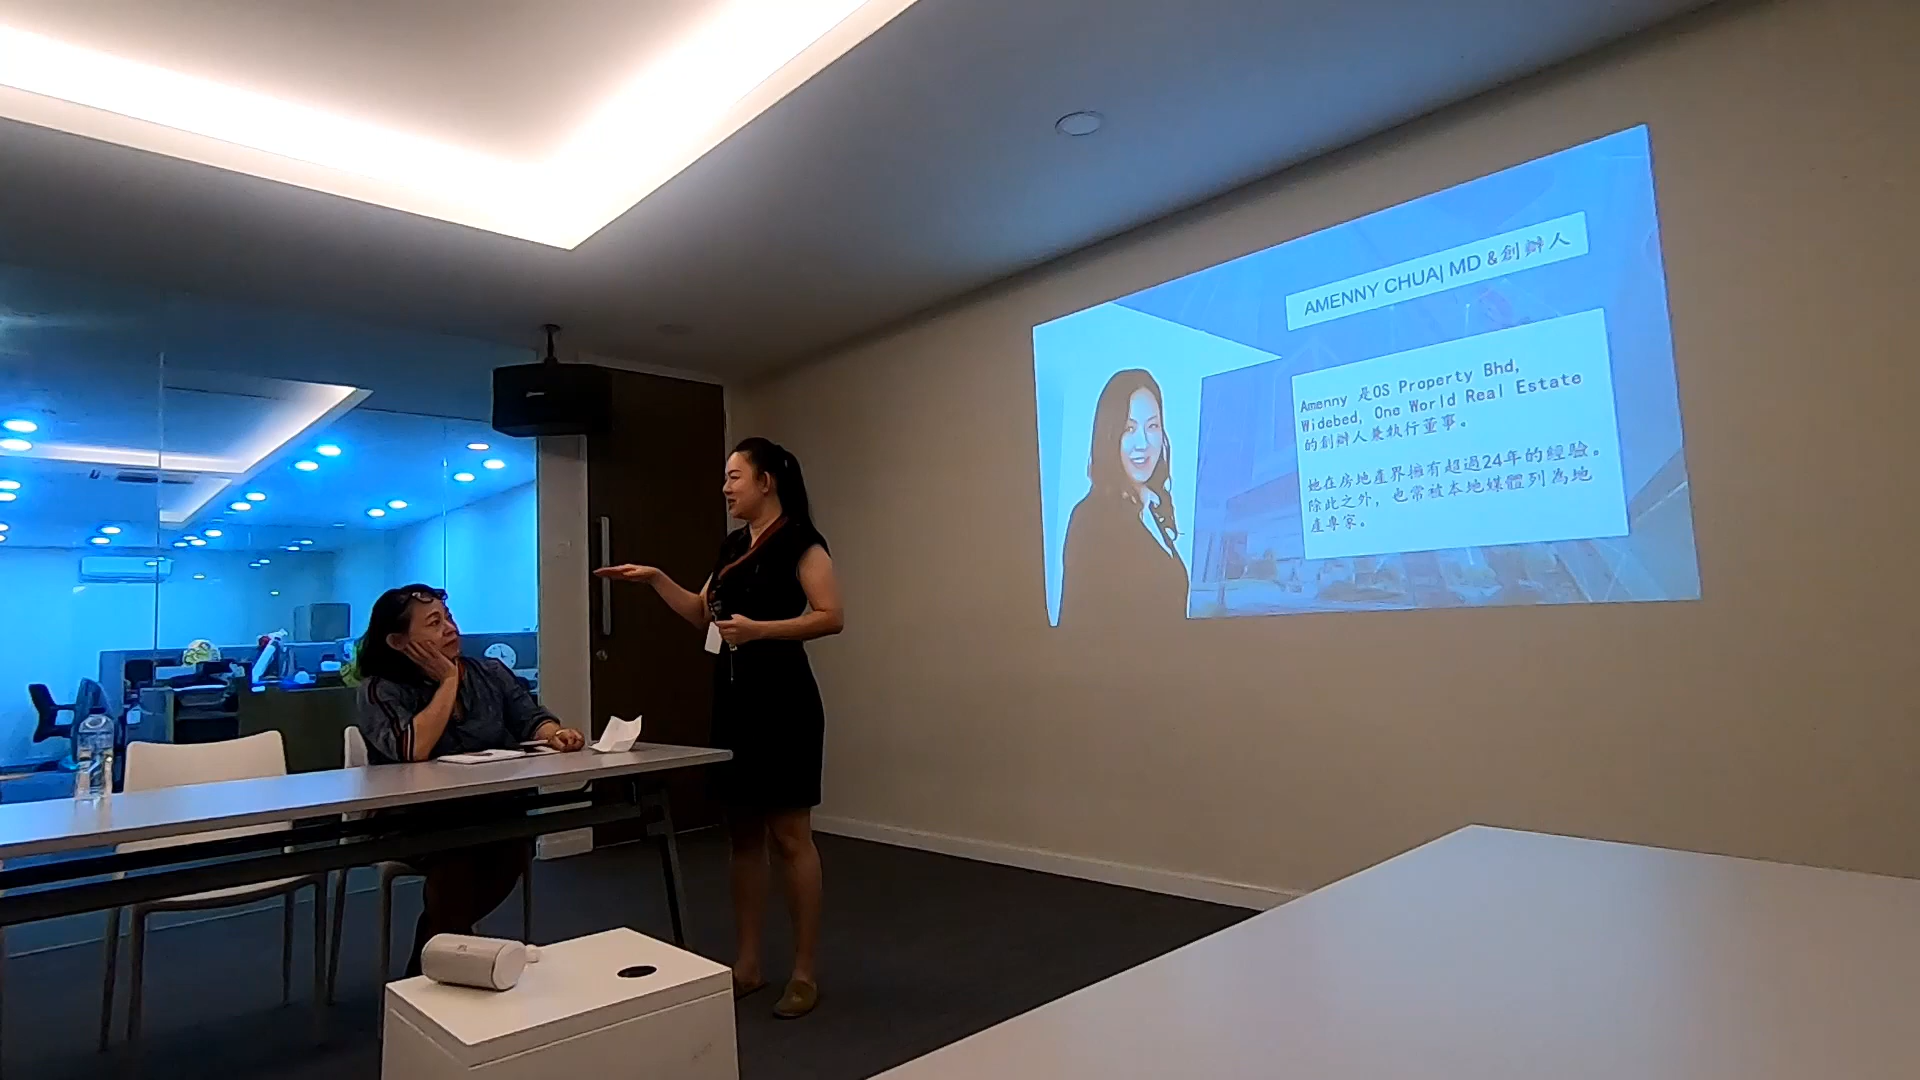 AMENNY CHUA| MD &創辦人
Amenny 是OS Property Bhd,
Widebed, One World Real Estate
的創辦人兼執行董事。
她在房地產界擁有超過24年的經驗。
除此之外，也常被本地媒體列為地
產專家。